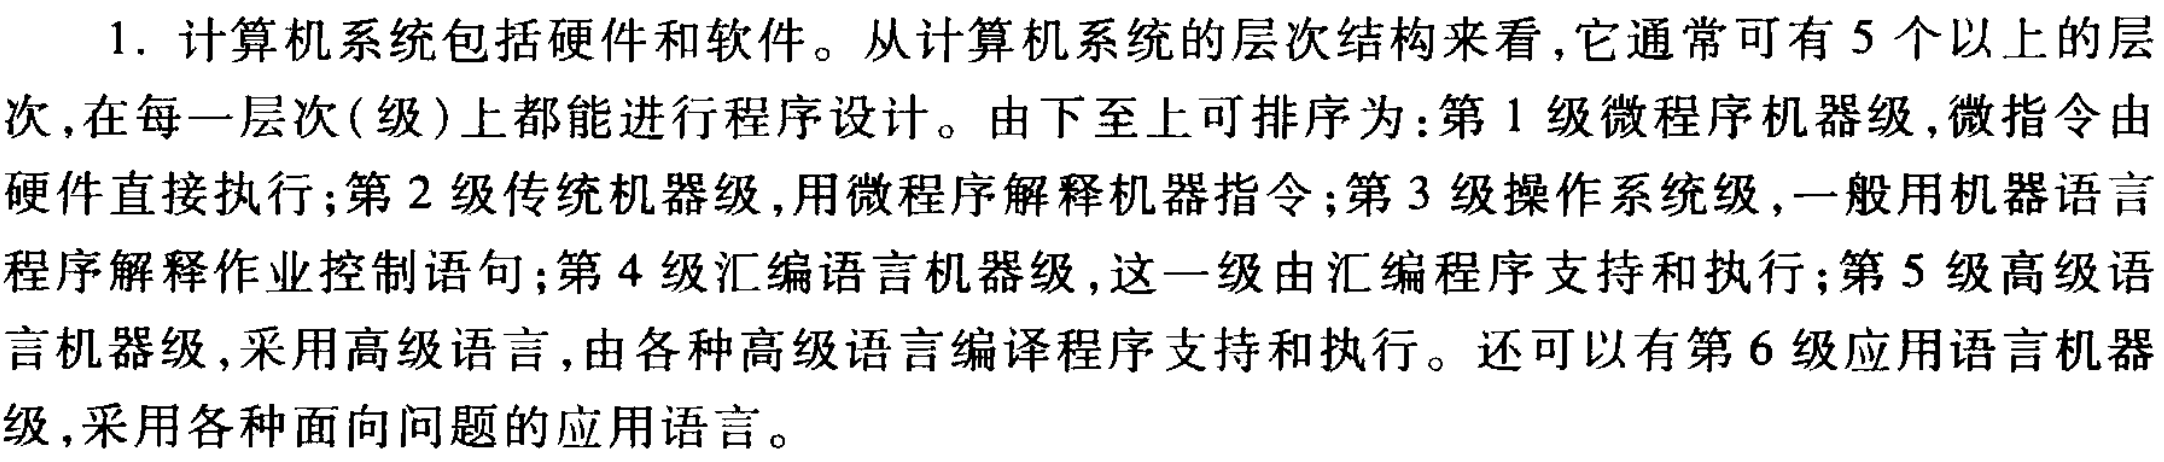 1. 计算机系统包括硬件和软件。从计算机系统的层次结构来看,它通常可有 5 个以上的层
次,在每一层次(级)上都能进行程序设计。由下至上可排序为:第 1 级微程序机器级,微指令由
硬件直接执行;第 2 级传统机器级,用微程序解释机器指令;第 3 级操作系统级,一般用机器语言
程序解释作业控制语句;第 4 级汇编语言机器级,这一级由汇编程序支持和执行;第 5 级高级语
言机器级,采用高级语言,由各种高级语言编译程序支持和执行。还可以有第 6 级应用语言机器
级,采用各种面向问题的应用语言。